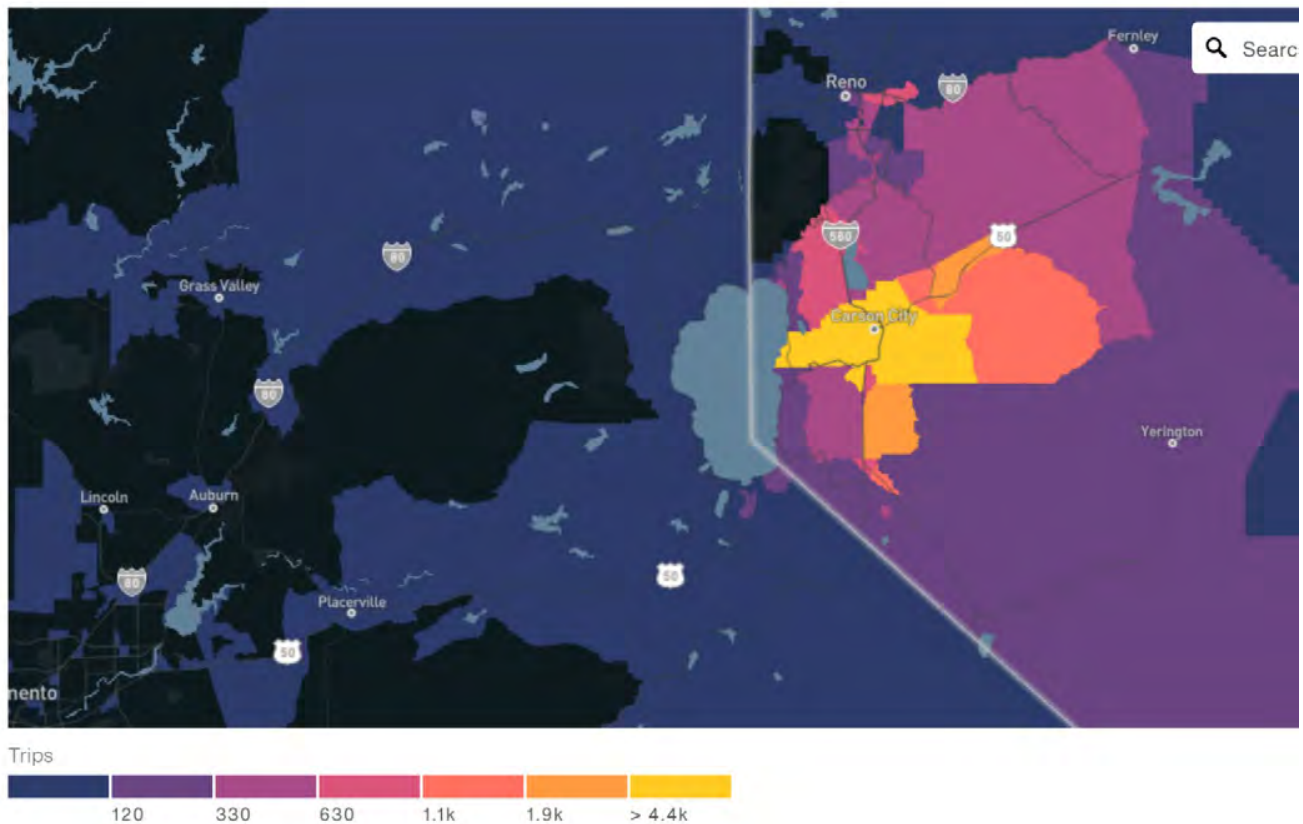 Fernley
Searc
Reno
80
80
580
50
Grass Valley
Carson City
80
Yerington
Lincoln
Auburn
80
50
Placerville
50
mento
Trips
120 330 630 1.1k 1.9k > 4.4k